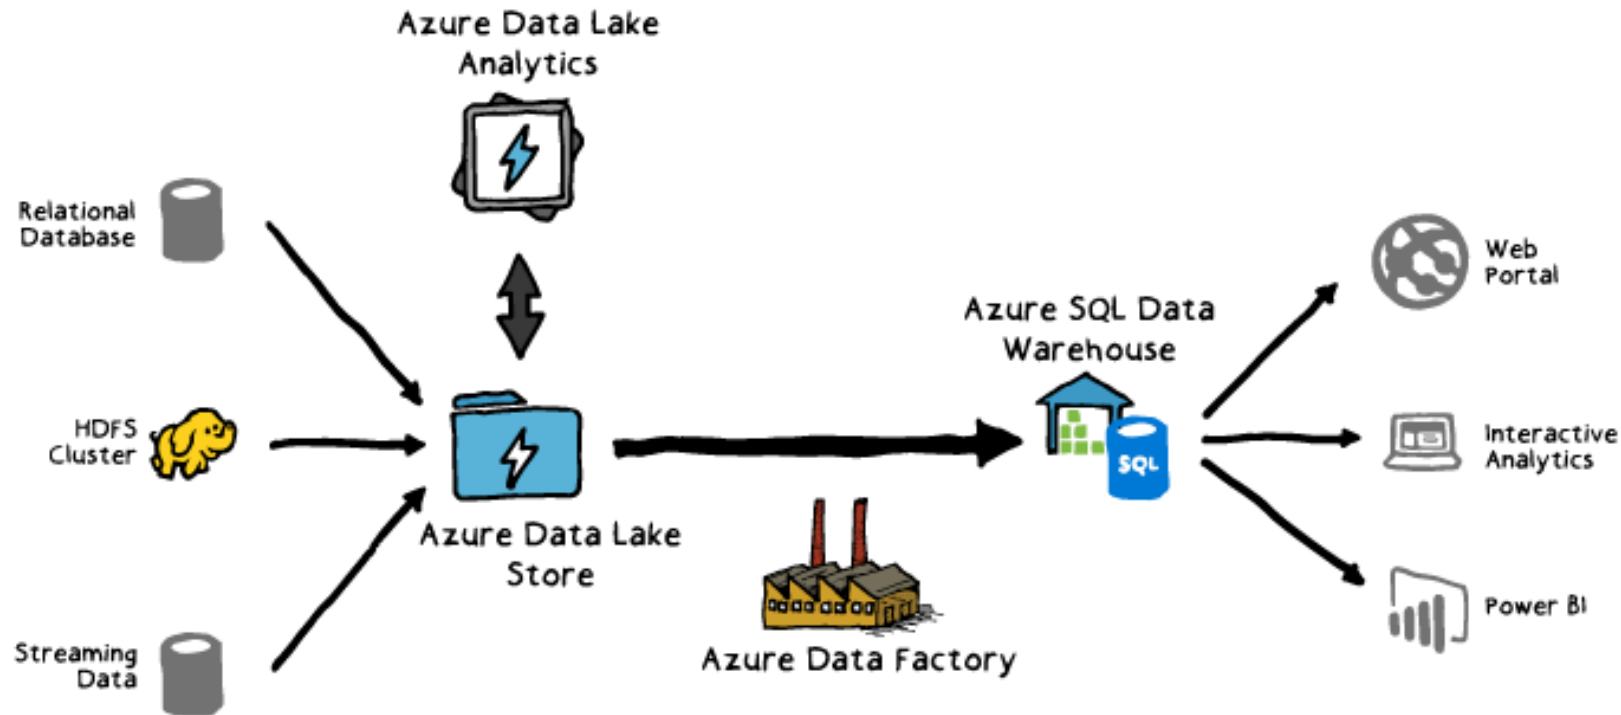 Azure Data Lake
Analytics
Relational
Database
HDFS
Cluster
Streaming
Data
Azure Data Lake
Store
Azure Data Factory
Azure SQL Data
Warehouse
SQL
Web
Portal
Interactive
Analytics
Power BI